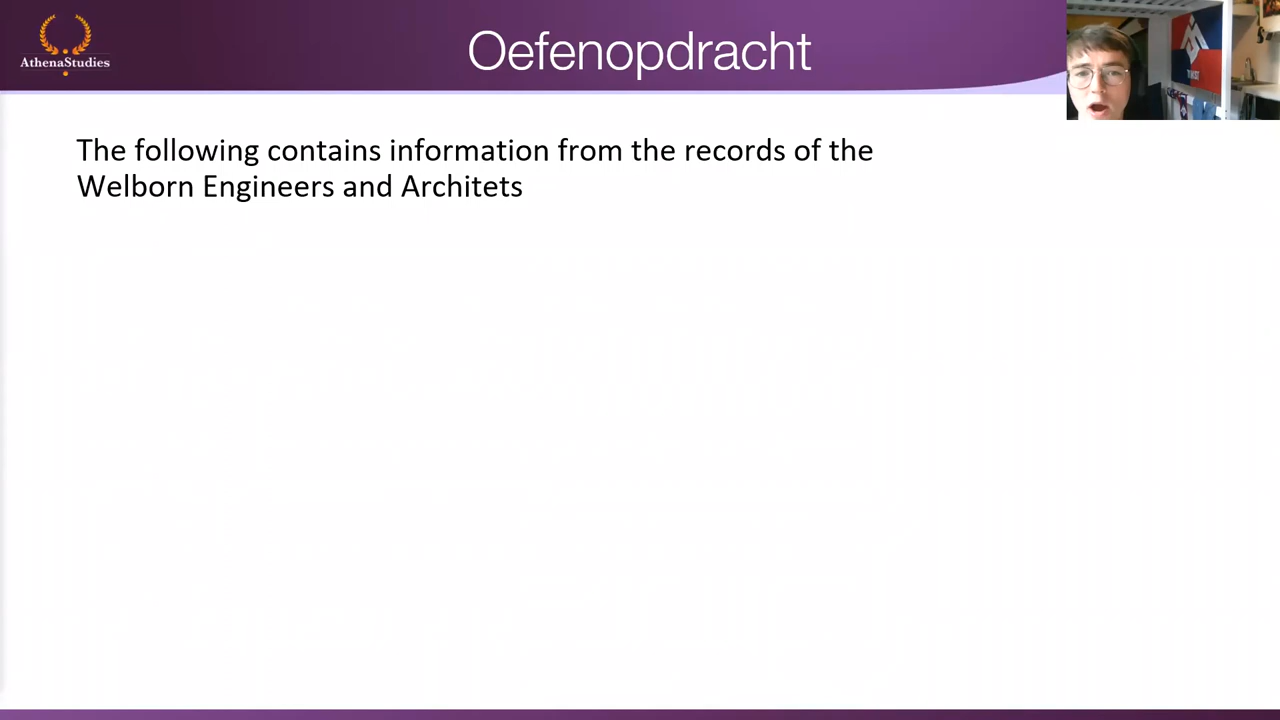 AthenaStudies
Oefenopdracht
The following contains information from the records of the
Welborn Engineers and Architets